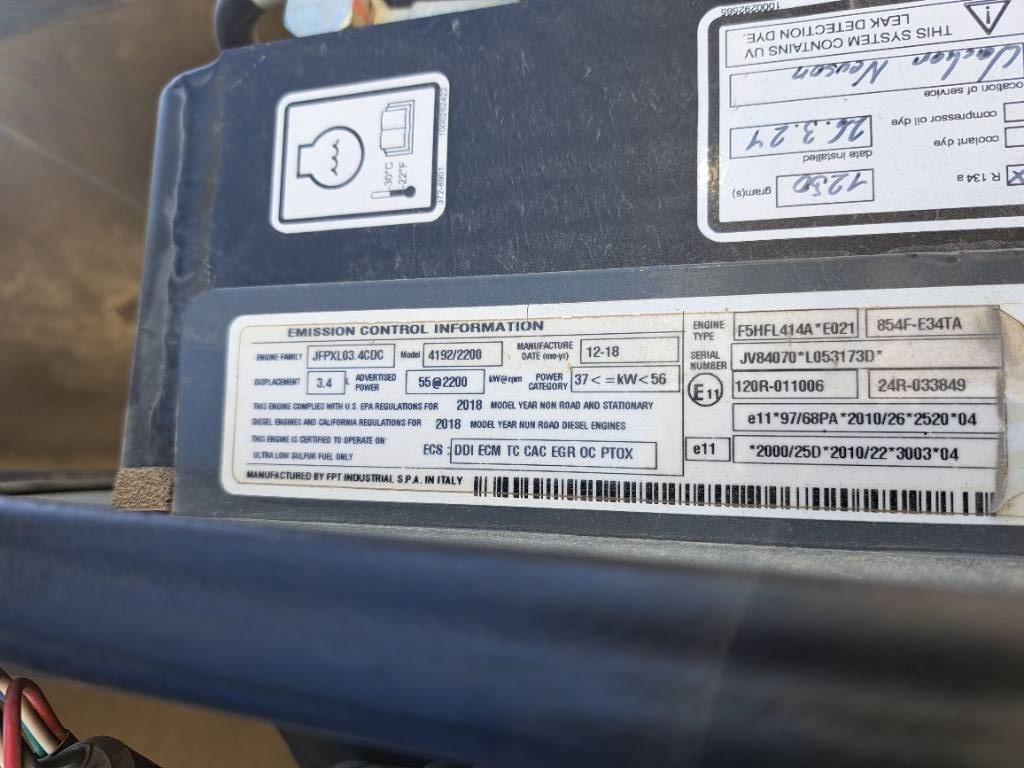 -30°C
-22°F
372-8901
1000292565
THIS SYSTEM CONTAINS UV
LEAK DETECTION DYE.
Wacker Neuson
location of service
26.3.21
date installed
compressor oil dye
coolant dye
1250
gram(s)
R 134a
EMISSION CONTROL INFORMATION
ENGINE FAMILY JFPXL03.4CDC Model 4192/2200 MANUFACTURE DATE (mo-yr) 12-18
DISPLACEMENT 3.4 L ADVERTISED POWER 55@2200 kW@rpm POWER CATEGORY 37<=kW<56
THIS ENGINE COMPLIES WITH U.S. EPA REGULATIONS FOR 2018 MODEL YEAR NON ROAD AND STATIONARY
DIESEL ENGINES AND CALIFORNIA REGULATIONS FOR 2018 MODEL YEAR NON ROAD DIESEL ENGINES
THIS ENGINE IS CERTIFIED TO OPERATE ON
ULTRA LOW SULFUR FUEL ONLY
ECS : DDI ECM TC CAC EGR OC PTOX
MANUFACTURED BY FPT INDUSTRIAL S.P.A. IN ITALY
ENGINE TYPE F5HFL414A*E021 854F-E34TA
SERIAL NUMBER JV84070*L053173D*
E11 120R-011006 24R-033849
e11*97/68PA*2010/26*2520*04
e11 *2000/25D*2010/22*3003*04